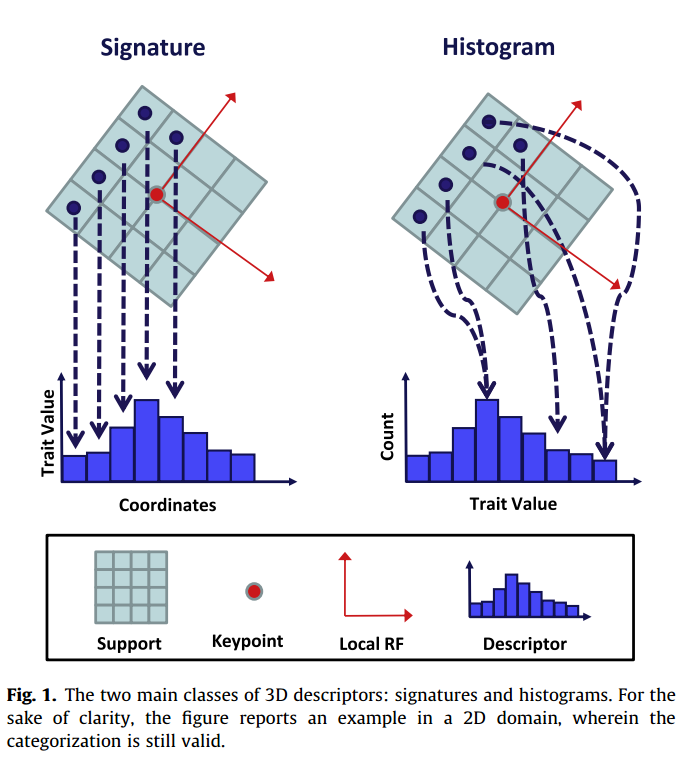 Signature
Histogram
Trait Value
Coordinates
Count
Trait Value
Support
Keypoint
Local RF
Descriptor
Fig. 1. The two main classes of 3D descriptors: signatures and histograms. For the
sake of clarity, the figure reports an example in a 2D domain, wherein the
categorization is still valid.